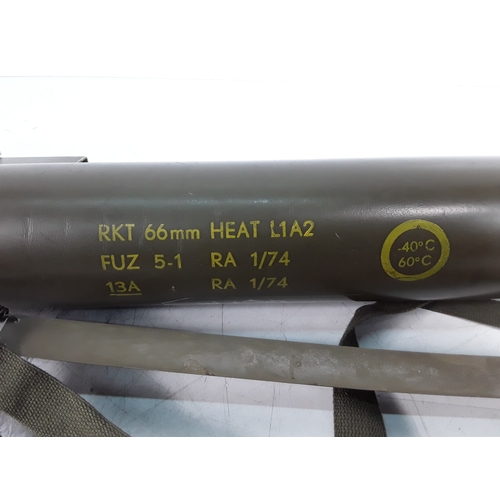 RKT 66mm HEAT L1A2
FUZ 5-1 RA 1/74
13A RA 1/74
-40°C
60°C